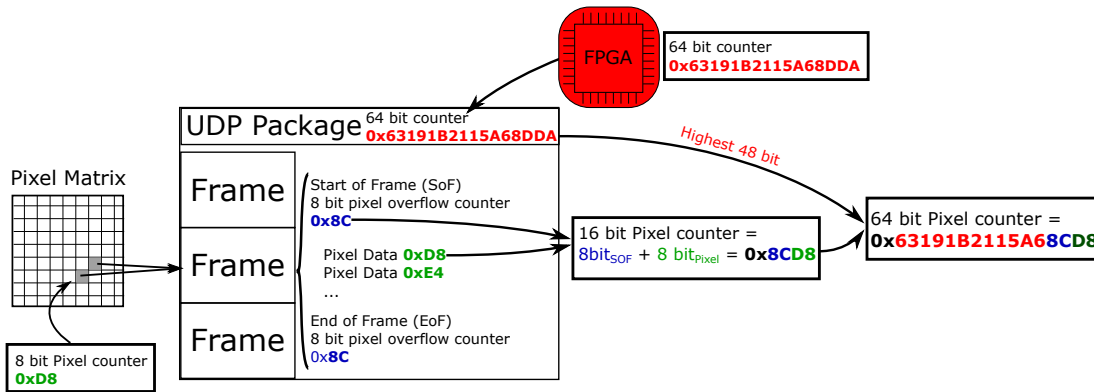 FPGA
64 bit counter
0x63191B2115A68DDA
UDP Package
64 bit counter
0x63191B2115A68DDA
Highest 48 bit
Pixel Matrix
Frame
Frame
Frame
Start of Frame (SoF)
8 bit pixel overflow counter
0x8C
Pixel Data 0xD8
Pixel Data 0xE4
...
End of Frame (EoF)
8 bit pixel overflow counter
0x8C
8 bit Pixel counter
0xD8
16 bit Pixel counter =
8bitSOF + 8 bitPixel = 0x8CD8
64 bit Pixel counter =
0x63191B2115A68CD8